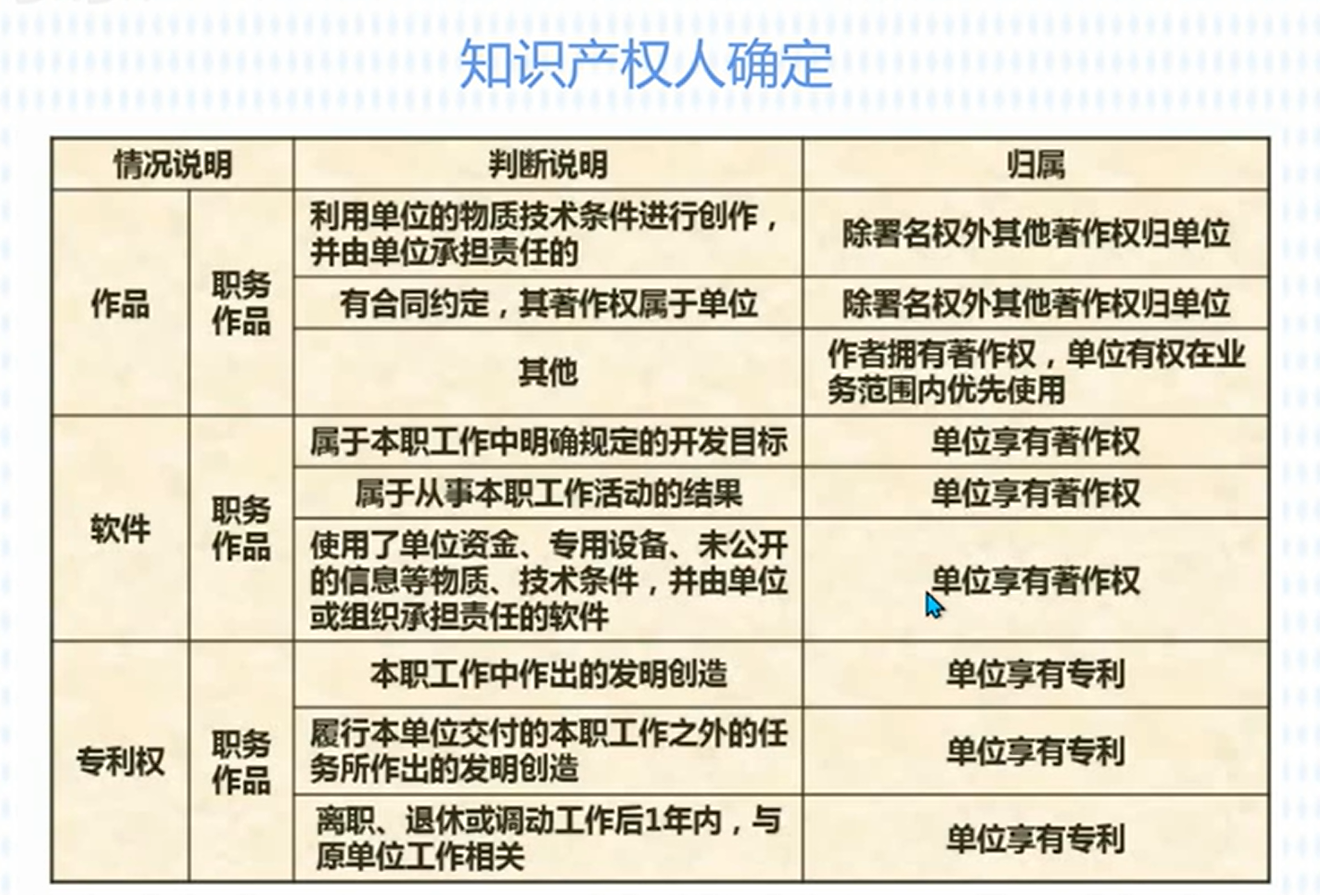 知识产权人确定
情况说明
判断说明
归属
作品
职务
作品
利用单位的物质技术条件进行创作，
并由单位承担责任的
除署名权外其他著作权归单位
有合同约定，其著作权属于单位
除署名权外其他著作权归单位
其他
作者拥有著作权，单位有权在业
务范围内优先使用
软件
职务
作品
属于本职工作中明确规定的开发目标
单位享有著作权
属于从事本职工作活动的结果
单位享有著作权
使用了单位资金、专用设备、未公开
的信息等物质、技术条件，并由单位
或组织承担责任的软件
单位享有著作权
专利权
职务
作品
本职工作中作出的发明创造
单位享有专利
履行本单位交付的本职工作之外的任
务所作出的发明创造
单位享有专利
离职、退休或调动工作后1年内，与
原单位工作相关
单位享有专利